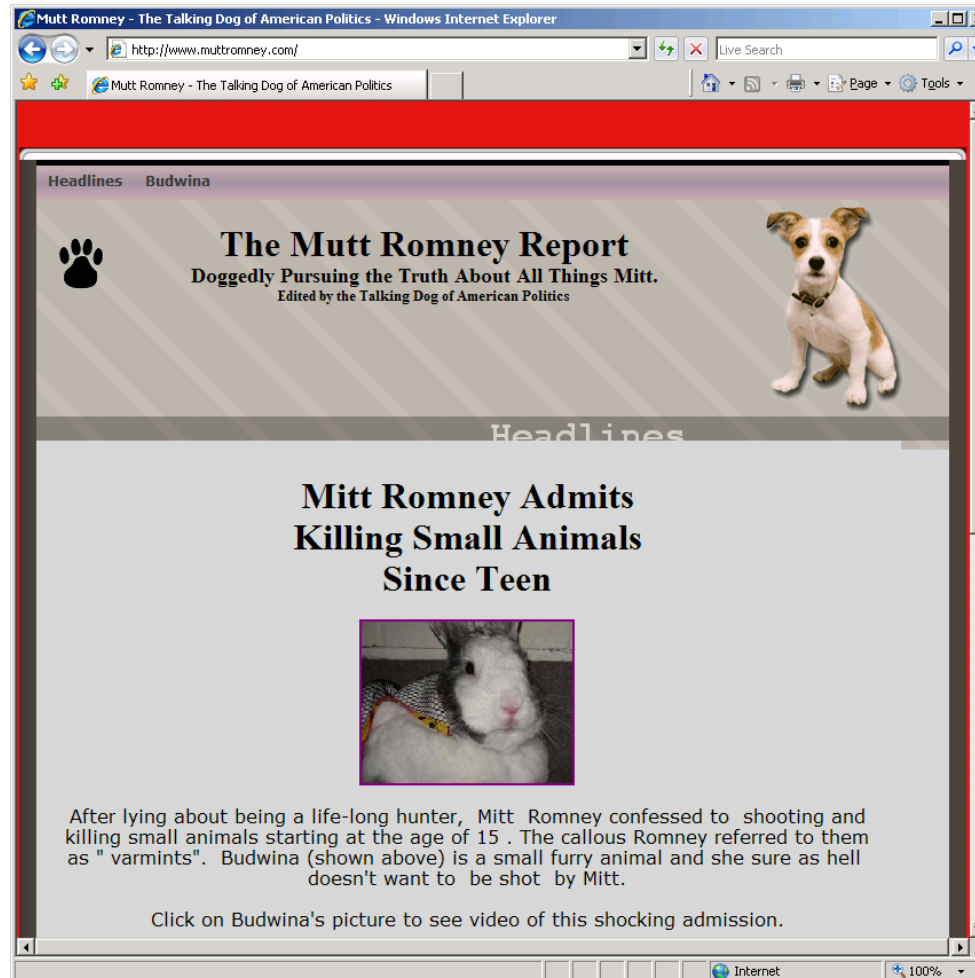 Mutt Romney - The Talking Dog of American Politics - Windows Internet Explorer
http://www.muttromney.com/
Live Search
Mutt Romney - The Talking Dog of American Politics
Page
Tools
Headlines Budwina
The Mutt Romney Report
Doggedly Pursuing the Truth About All Things Mitt.
Edited by the Talking Dog of American Politics
Headlines
Mitt Romney Admits
Killing Small Animals
Since Teen
After lying about being a life-long hunter, Mitt Romney confessed to shooting and
killing small animals starting at the age of 15 . The callous Romney referred to them
as " varmints". Budwina (shown above) is a small furry animal and she sure as hell
doesn't want to be shot by Mitt.
Click on Budwina's picture to see video of this shocking admission.
Internet
100%